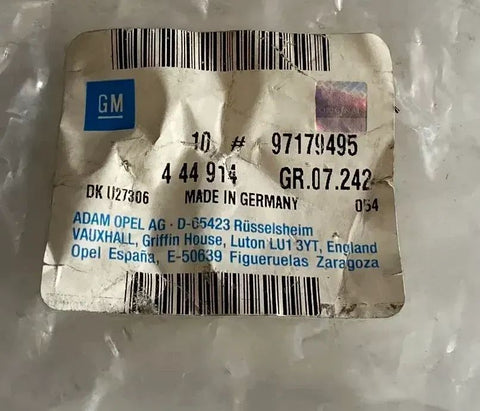 GM
10 # 97179495
4 44 914 GR.07.242
DK U27306 MADE IN GERMANY 054
ADAM OPEL AG · D-65423 Rüsselsheim
VAUXHALL, Griffin House, Luton LU1 3YT, England
Opel España, E-50639 Figueruelas Zaragoza